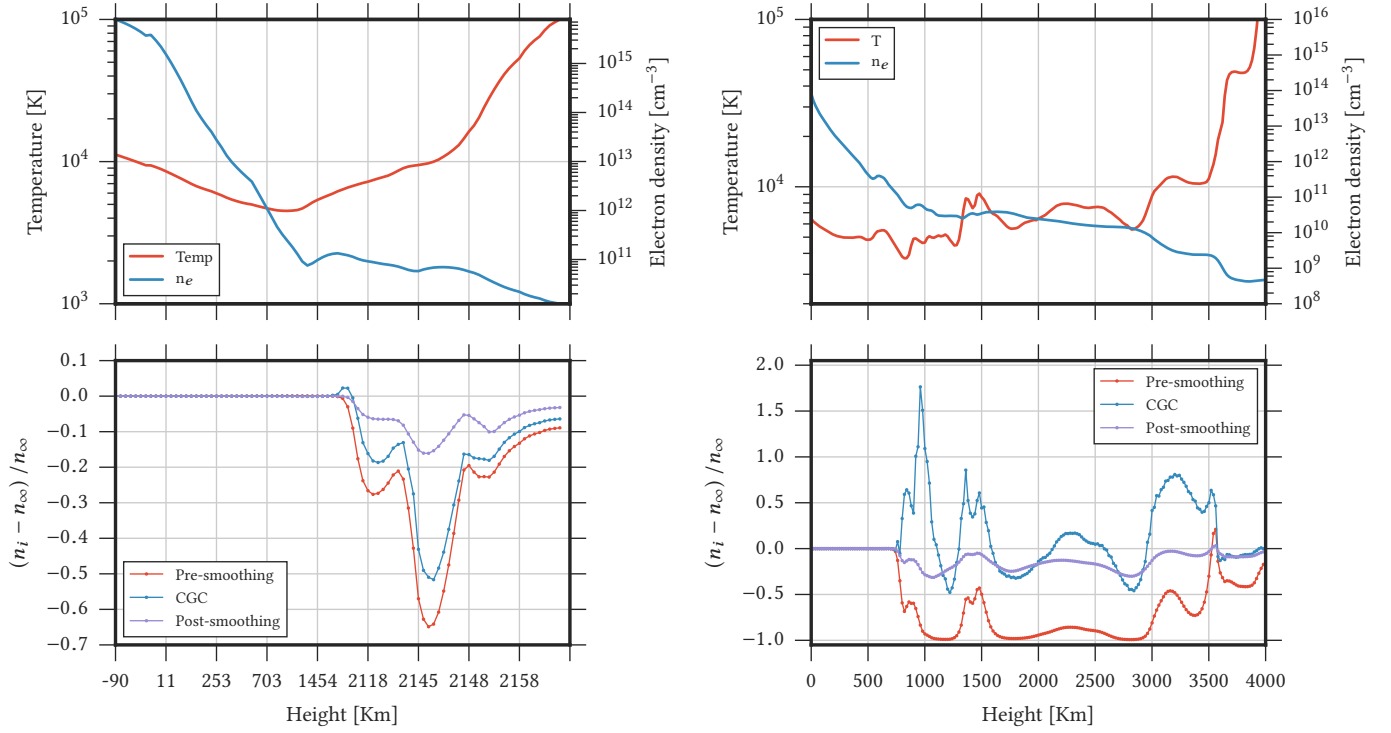 10^5
10^4
10^3
Temperature [K]
Temp
n_e
10^15
10^14
10^13
10^12
10^11
Electron density [cm^−3]
10^5
10^4
Temperature [K]
T
n_e
10^16
10^15
10^14
10^13
10^12
10^11
10^10
10^9
10^8
Electron density [cm^−3]
0.1
0.0
−0.1
−0.2
−0.3
−0.4
−0.5
−0.6
−0.7
(n_i − n_∞) /n_∞
Pre-smoothing
CGC
Post-smoothing
-90 11 253 703 1454 2118 2145 2148 2158
Height [Km]
2.0
1.5
1.0
0.5
0.0
−0.5
−1.0
(n_i − n_∞) /n_∞
Pre-smoothing
CGC
Post-smoothing
0 500 1000 1500 2000 2500 3000 3500 4000
Height [Km]